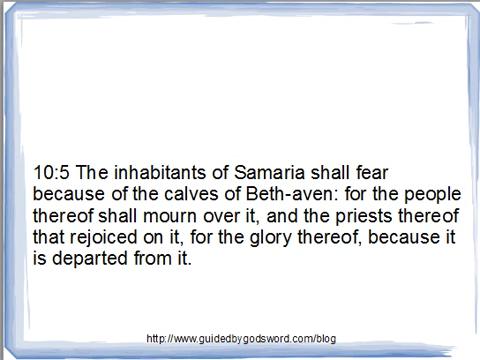 10:5 The inhabitants of Samaria shall fear
because of the calves of Beth-aven: for the people
thereof shall mourn over it, and the priests thereof
that rejoiced on it, for the glory thereof, because it
is departed from it.
http://www.guidedbygodsword.com/blog